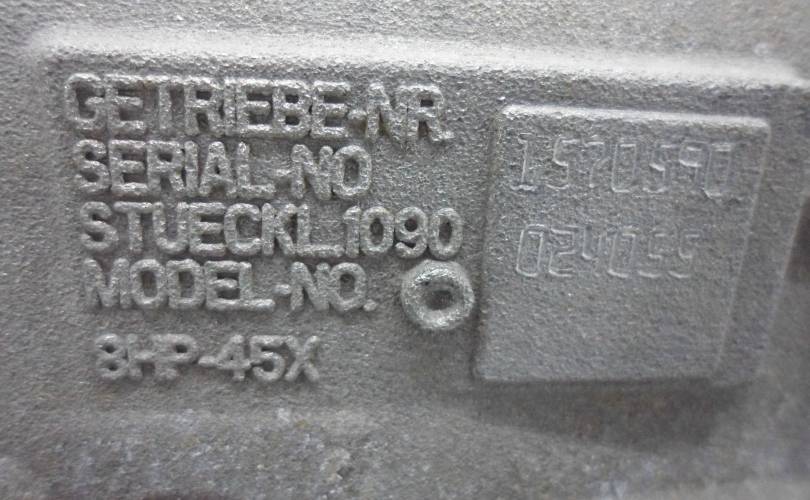 GETRIEBE-NR.
SERIAL-NO
STUECKL.1090
MODEL-NO.
8HP-45X
1570590
024055